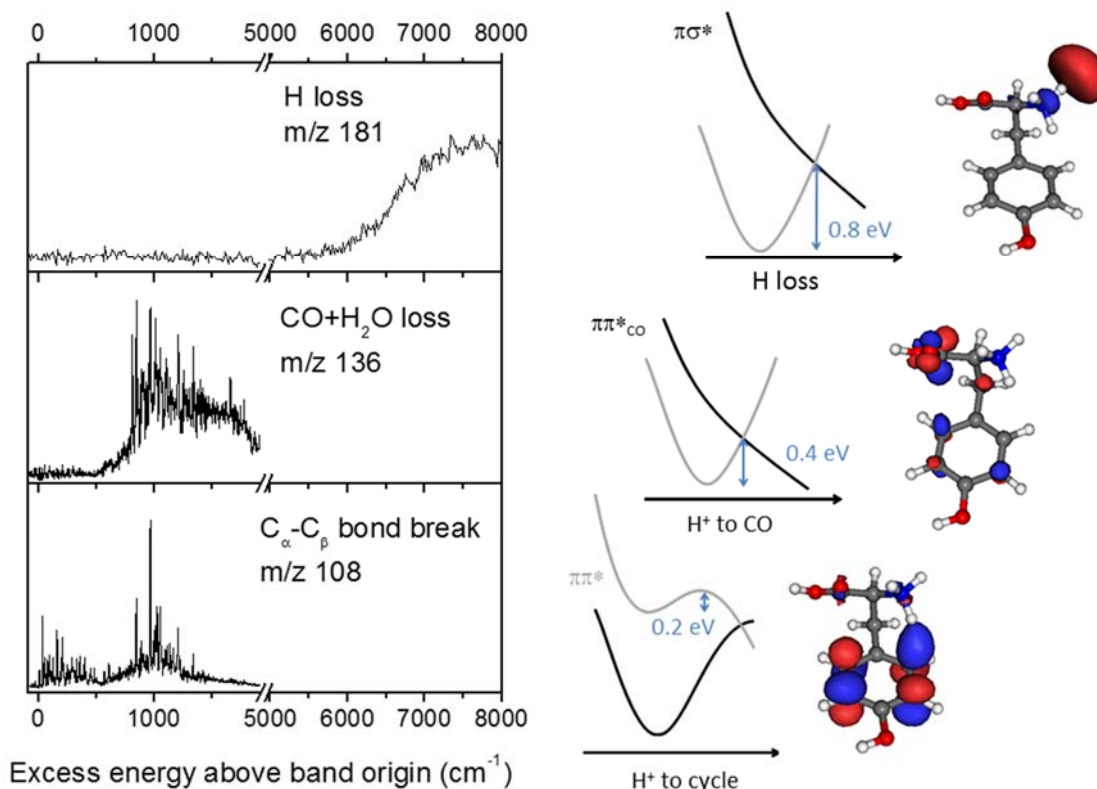 0 1000 5000 6000 7000 8000
H loss
m/z 181
CO+H₂O loss
m/z 136
Cα-Cβ bond break
m/z 108
0 1000 5000 6000 7000 8000
Excess energy above band origin (cm⁻¹)
πσ*
0.8 eV
H loss
ππ*CO
0.4 eV
H⁺ to CO
ππ*
0.2 eV
H⁺ to cycle